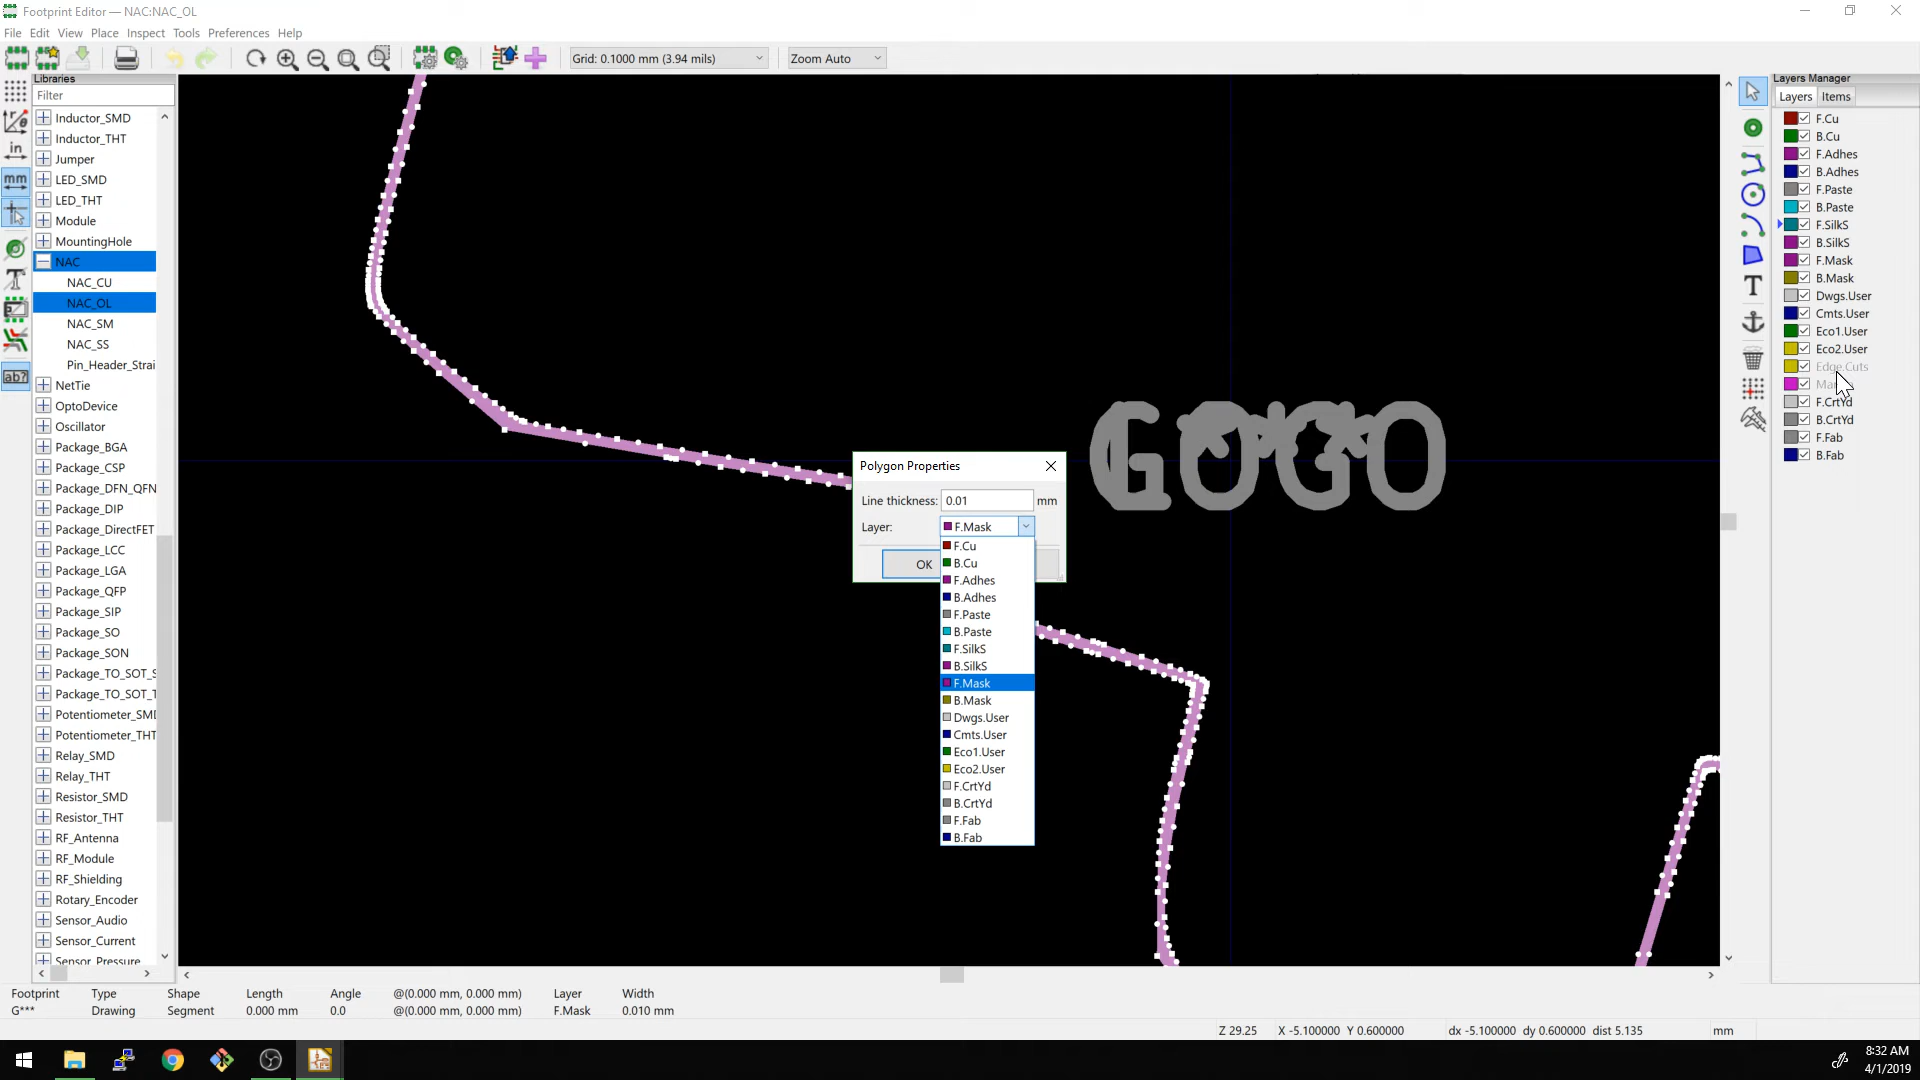 Footprint Editor — NAC:NAC_OL
File Edit View Place Inspect Tools Preferences Help
Grid: 0.1000 mm (3.94 mils)
Zoom Auto
Libraries
Filter
Inductor_SMD
Inductor_THT
Jumper
LED_SMD
LED_THT
Module
MountingHole
NAC
NAC_CU
NAC_OL
NAC_SM
NAC_SS
Pin_Header_Strai
NetTie
OptoDevice
Oscillator
Package_BGA
Package_CSP
Package_DFN_QFN
Package_DIP
Package_DirectFET
Package_LCC
Package_LGA
Package_QFP
Package_SIP
Package_SO
Package_SON
Package_TO_SOT_S
Package_TO_SOT_T
Potentiometer_SMD
Potentiometer_THT
Relay_SMD
Relay_THT
Resistor_SMD
Resistor_THT
RF_Antenna
RF_Module
RF_Shielding
Rotary_Encoder
Sensor_Audio
Sensor_Current
Sensor_Pressure
in
mm
ab?
Polygon Properties
Line thickness: 0.01 mm
Layer: F.Mask
OK
F.Cu
B.Cu
F.Adhes
B.Adhes
F.Paste
B.Paste
F.SilkS
B.SilkS
F.Mask
B.Mask
Dwgs.User
Cmts.User
Eco1.User
Eco2.User
F.CrtYd
B.CrtYd
F.Fab
B.Fab
Layers Manager
Layers Items
F.Cu
B.Cu
F.Adhes
B.Adhes
F.Paste
B.Paste
F.SilkS
B.SilkS
F.Mask
B.Mask
Dwgs.User
Cmts.User
Eco1.User
Eco2.User
Edge.Cuts
F.CrtYd
B.CrtYd
F.Fab
B.Fab
Footprint Type Shape Length Angle @(0.000 mm, 0.000 mm) Layer Width
G*** Drawing Segment 0.000 mm 0.0 @(0.000 mm, 0.000 mm) F.Mask 0.010 mm
Z 29.25 X -5.100000 Y 0.600000 dx -5.100000 dy 0.600000 dist 5.135 mm
8:32 AM
4/1/2019